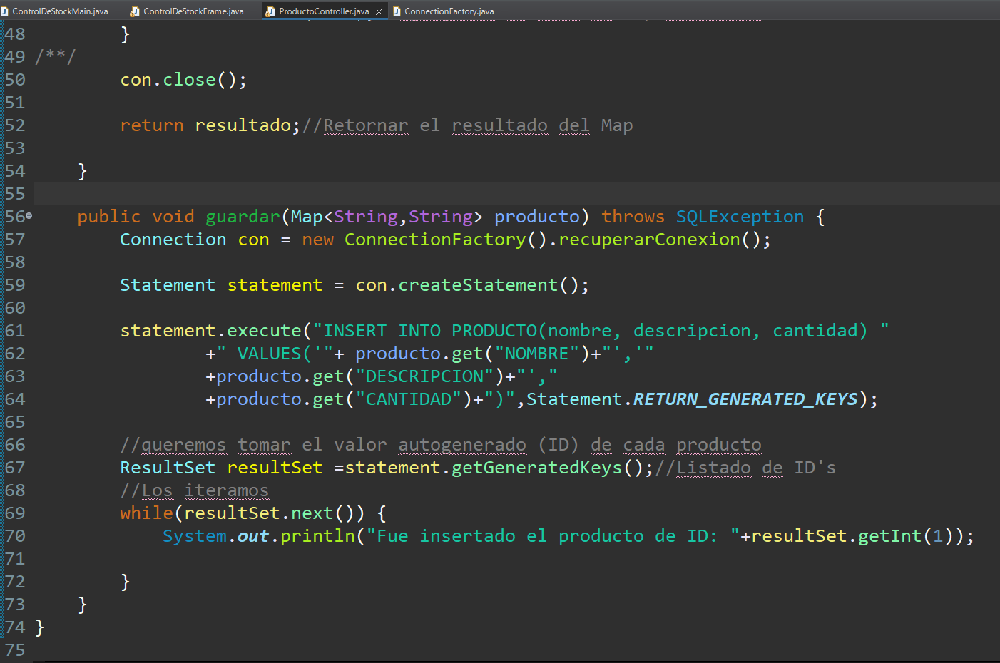 ControlDeStockMain.java ControlDeStockFrame.java ProductoController.java ConnectionFactory.java
48 }
49 /**/
50 con.close();
51
52 return resultado;//Retornar el resultado del Map
53
54 }
55
56 public void guardar(Map<String,String> producto) throws SQLException {
57 Connection con = new ConnectionFactory().recuperarConexion();
58
59 Statement statement = con.createStatement();
60
61 statement.execute("INSERT INTO PRODUCTO(nombre, descripcion, cantidad) "
62 +" VALUES('"+ producto.get("NOMBRE")+"','"
63 +producto.get("DESCRIPCION")+"',"
64 +producto.get("CANTIDAD")+")",Statement.RETURN_GENERATED_KEYS);
65
66 //queremos tomar el valor autogenerado (ID) de cada producto
67 ResultSet resultSet =statement.getGeneratedKeys();//Listado de ID's
68 //Los iteramos
69 while(resultSet.next()) {
70 System.out.println("Fue insertado el producto de ID: "+resultSet.getInt(1));
71
72 }
73 }
74 }
75